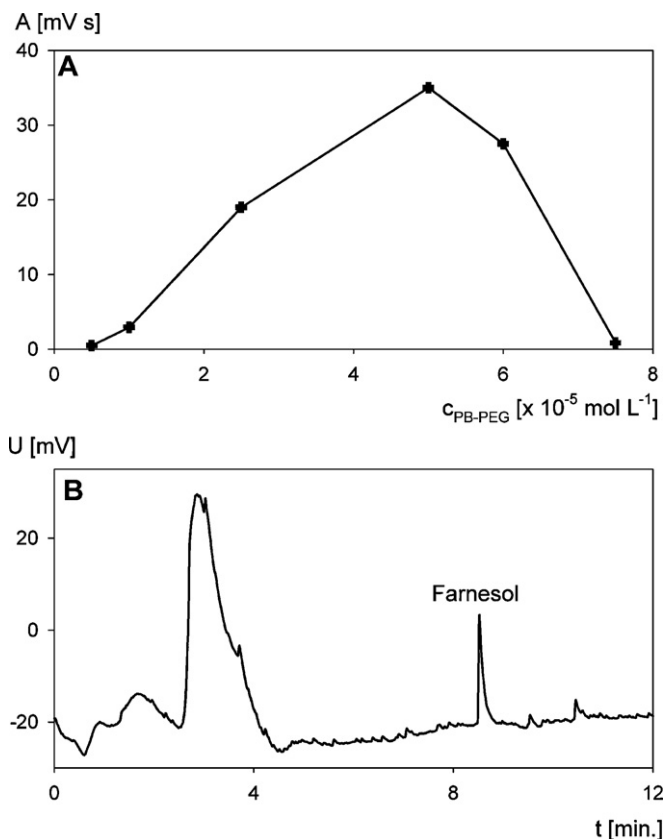 A [mV s]
40
A
30
20
10
0
0 2 4 6 8
c_PB-PEG [x 10⁻⁵ mol L⁻¹]
U [mV]
B
20
Farnesol
0
-20
0 4 8 12
t [min.]